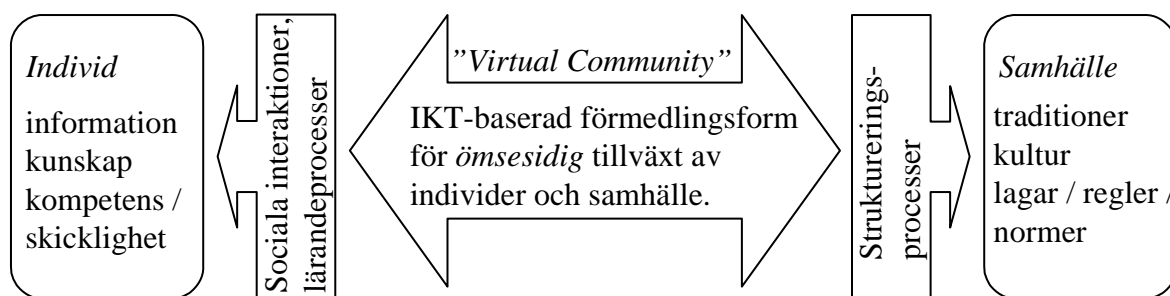 Individ
information
kunskap
kompetens /
skicklighet
Sociala interaktioner,
lärandeprocesser
”Virtual Community”
IKT-baserad förmedlingsform
för ömsesidig tillväxt av
individer och samhälle.
Strukturerings-
processer
Samhälle
traditioner
kultur
lagar / regler /
normer